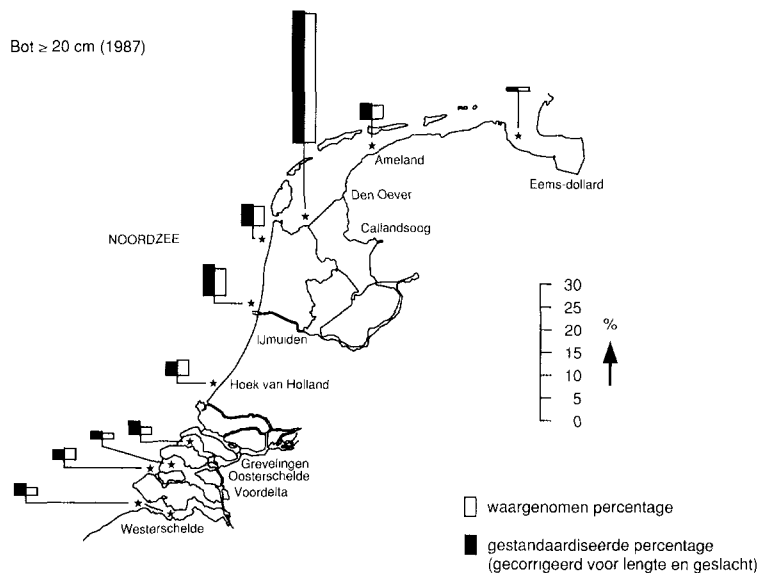 Bot ≥ 20 cm (1987)
Ameland
Eems-dollard
Den Oever
Callandsoog
NOORDZEE
30
25
20
15
10
5
0
%
IJmuiden
Hoek van Holland
Grevelingen
Oosterschelde
Voordelta
Westerschelde
waargenomen percentage
gestandaardiseerde percentage
(gecorrigeerd voor lengte en geslacht)